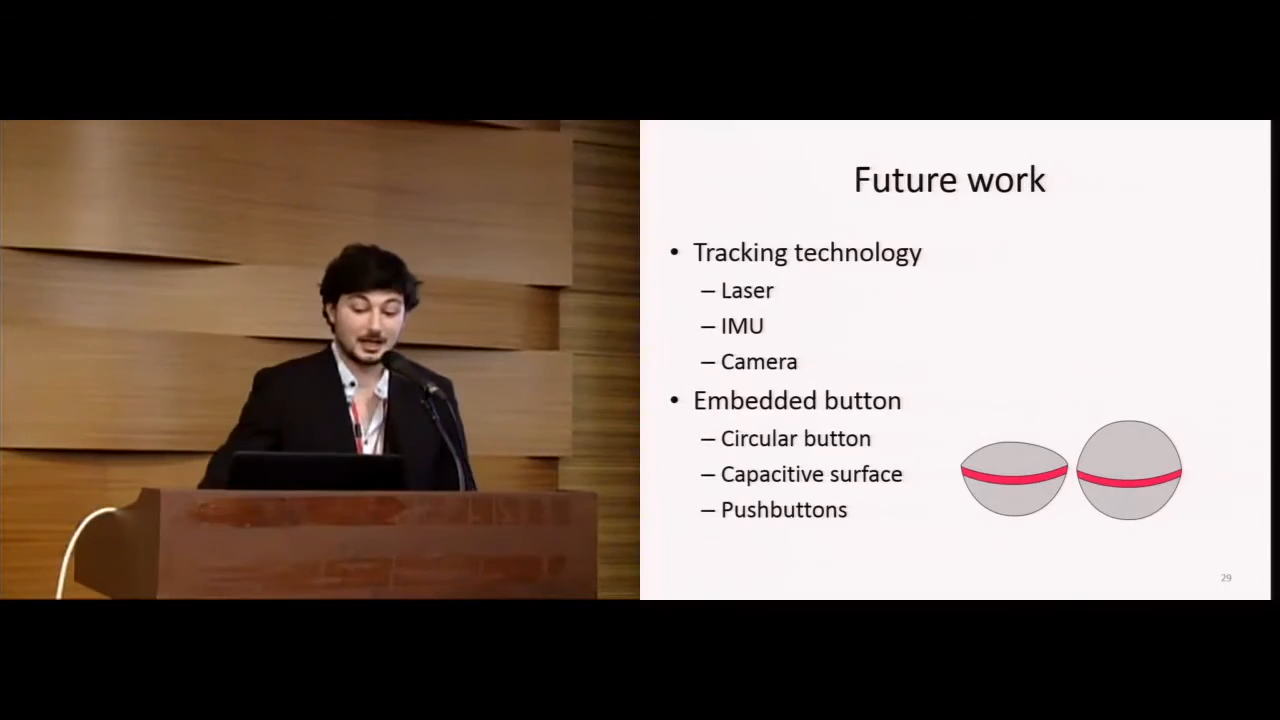 Future work
• Tracking technology
– Laser
– IMU
– Camera
• Embedded button
– Circular button
– Capacitive surface
– Pushbuttons
29